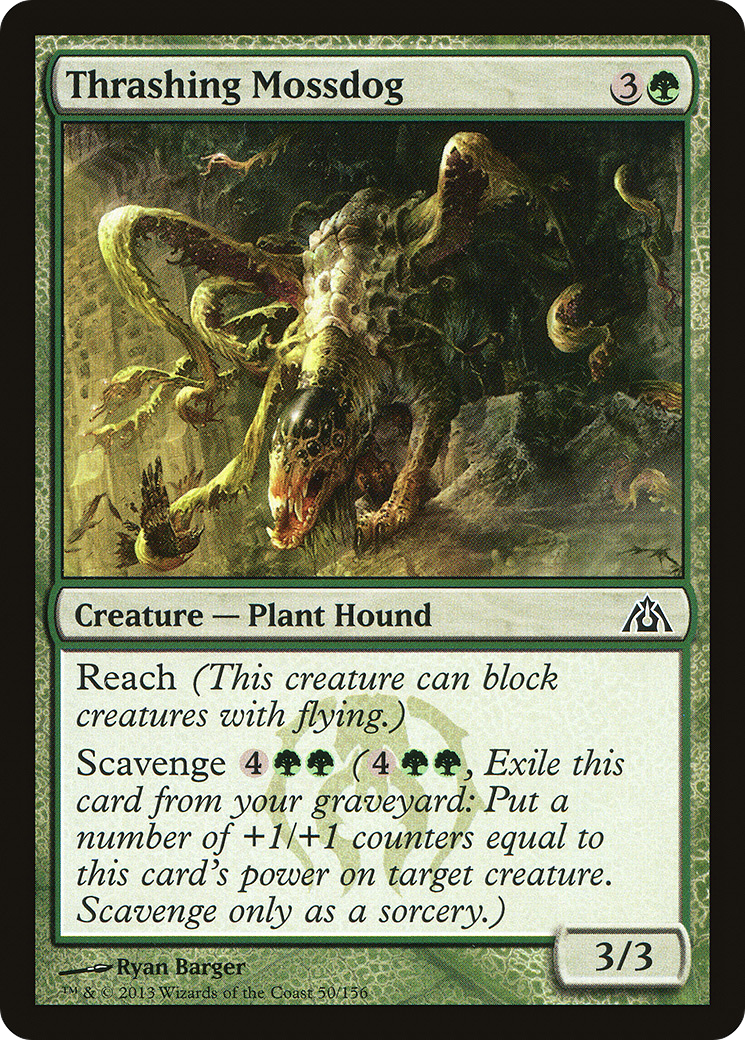 Thrashing Mossdog 3
Creature — Plant Hound
Reach (This creature can block
creatures with flying.)
Scavenge 4 (4, Exile this
card from your graveyard: Put a
number of +1/+1 counters equal to
this card's power on target creature.
Scavenge only as a sorcery.)
3/3
Ryan Barger
™ & © 2013 Wizards of the Coast 50/156